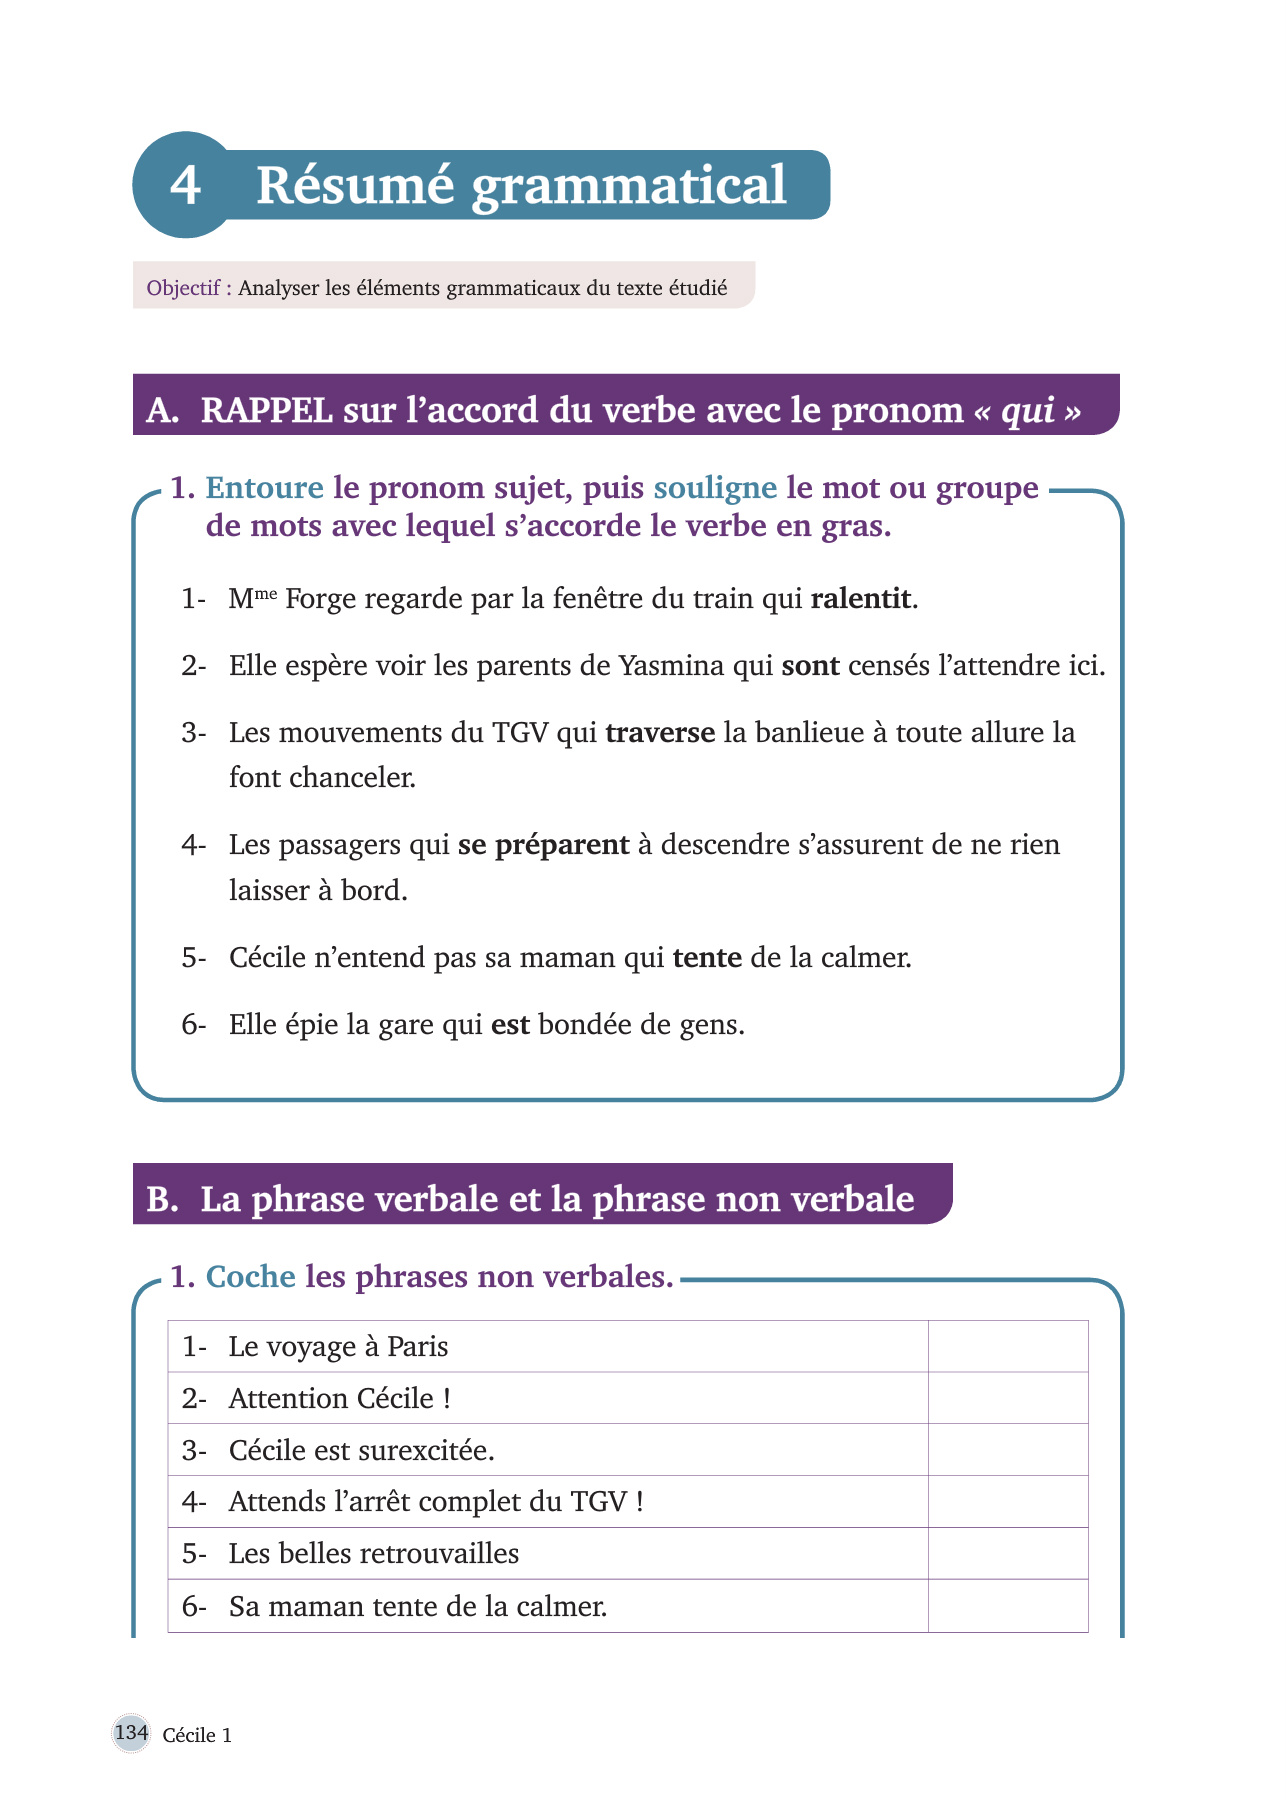 4 Résumé grammatical
Objectif : Analyser les éléments grammaticaux du texte étudié
A. RAPPEL sur l’accord du verbe avec le pronom « qui »
1. Entoure le pronom sujet, puis souligne le mot ou groupe
de mots avec lequel s’accorde le verbe en gras.
1- Mme Forge regarde par la fenêtre du train qui ralentit.
2- Elle espère voir les parents de Yasmina qui sont censés l’attendre ici.
3- Les mouvements du TGV qui traverse la banlieue à toute allure la
font chanceler.
4- Les passagers qui se préparent à descendre s’assurent de ne rien
laisser à bord.
5- Cécile n’entend pas sa maman qui tente de la calmer.
6- Elle épie la gare qui est bondée de gens.
B. La phrase verbale et la phrase non verbale
1. Coche les phrases non verbales.
1- Le voyage à Paris
2- Attention Cécile !
3- Cécile est surexcitée.
4- Attends l’arrêt complet du TGV !
5- Les belles retrouvailles
6- Sa maman tente de la calmer.
134 Cécile 1